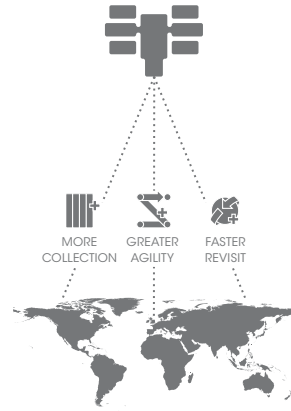 MORE
COLLECTION
GREATER
AGILITY
FASTER
REVISIT